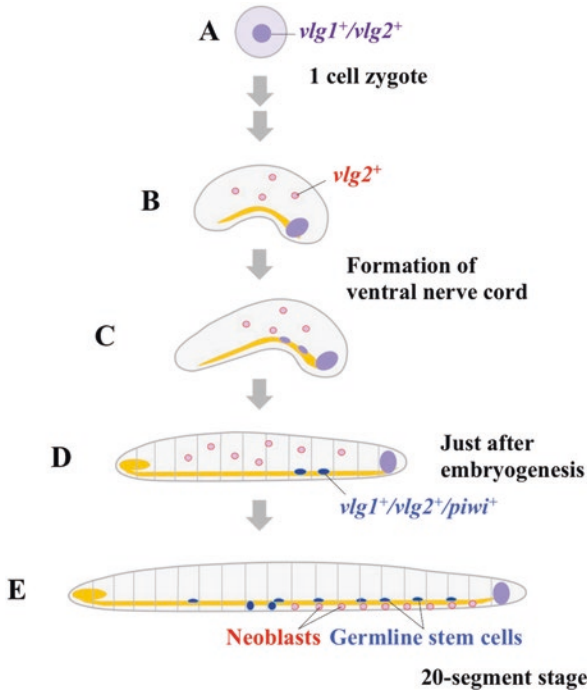 A
vlg1+/vlg2+
1 cell zygote
B
vlg2+
Formation of
ventral nerve cord
C
D
Just after
embryogenesis
vlg1+/vlg2+/piwi+
E
Neoblasts Germline stem cells
20-segment stage